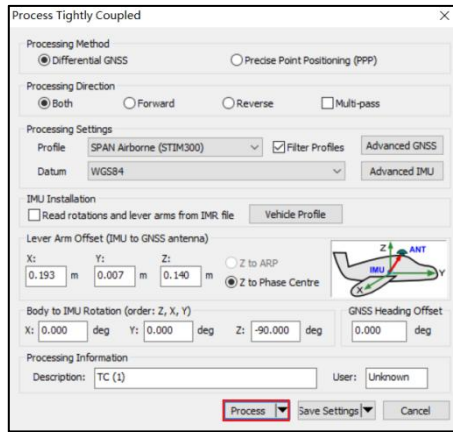 Process Tightly Coupled
Processing Method
Differential GNSS Precise Point Positioning (PPP)
Processing Direction
Both Forward Reverse Multi-pass
Processing Settings
Profile SPAN Airborne (STIM300) Filter Profiles Advanced GNSS
Datum WGS84 Advanced IMU
IMU Installation
Read rotations and lever arms from IMR file Vehicle Profile
Lever Arm Offset (IMU to GNSS antenna)
X: Y: Z: Z to ARP
0.193 m 0.007 m 0.140 m Z to Phase Centre
Z ANT
IMU Y
X
Body to IMU Rotation (order: Z, X, Y) GNSS Heading Offset
X: 0.000 deg Y: 0.000 deg Z: -90.000 deg 0.000 deg
Processing Information
Description: TC (1) User: Unknown
Process Save Settings Cancel